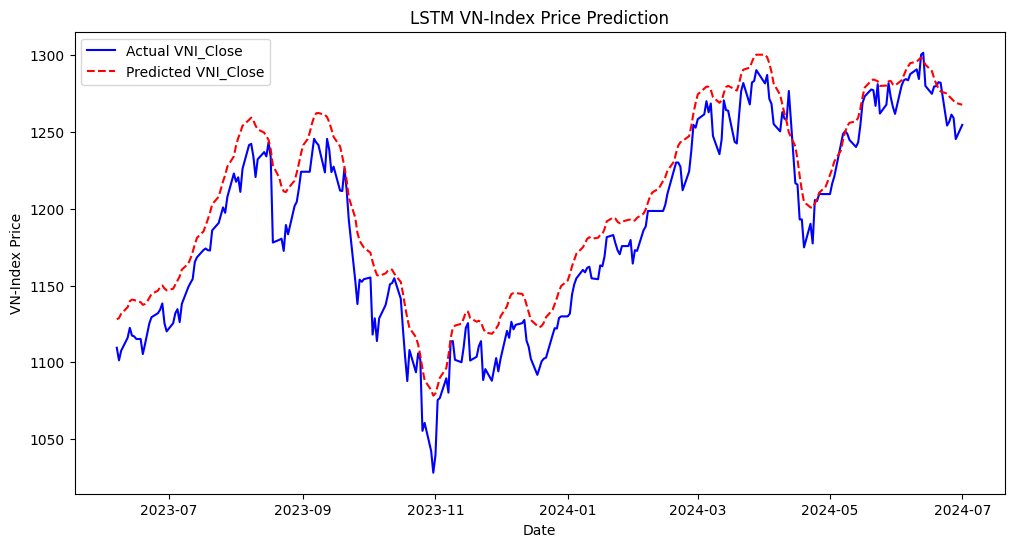 LSTM VN-Index Price Prediction
Actual VNI_Close
Predicted VNI_Close
VN-Index Price
1300
1250
1200
1150
1100
1050
2023-07
2023-09
2023-11
2024-01
2024-03
2024-05
2024-07
Date